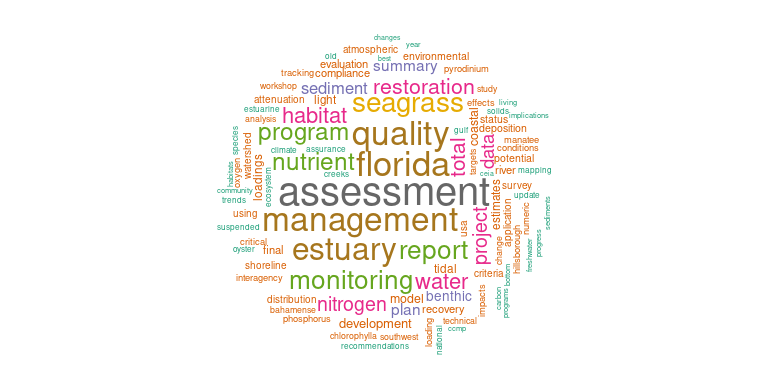 changes
year
atmospheric
old
best
environmental
evaluation
summary
pyrodinium
tracking
compliance
workshop
sediment
restoration
study
attenuation
light
seagrass
effects
living
estuarine
habitat
coastal
solids
implications
analysis
status
species
program
quality
gulf
deposition
total
data
manatee
climate
assurance
targets
conditions
watershed
nutrient
florida
potential
habitats
oxygen
loadings
ecosystem
creeks
ceia
river
mapping
community
assessment
survey
trends
estimates
update
using
management
usa
project
application
numeric
sediments
suspended
critical
oyster
final
estuary
report
change
hillsborough
freshwater
progress
shoreline
tidal
criteria
interagency
monitoring
water
impacts
carbon
programs
bottom
distribution
nitrogen
model
benthic
bahamense
plan
recovery
phosphorus
development
loading
technical
national
ccmp
chlorophylla
southwest
recommendations